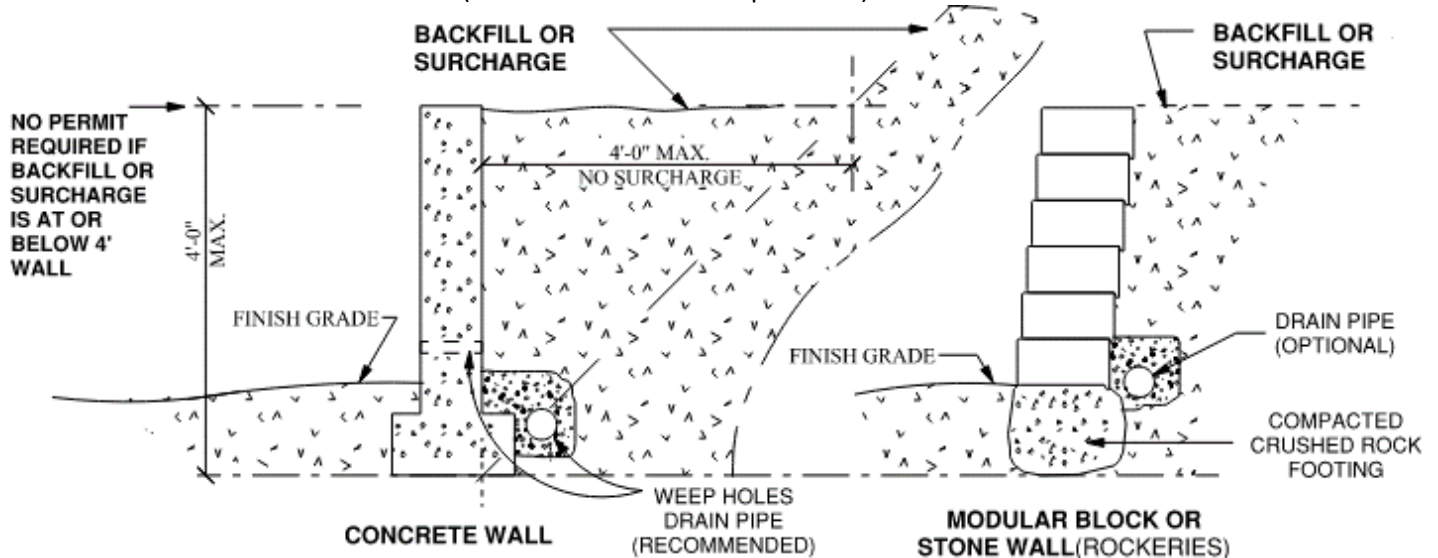 BACKFILL OR
SURCHARGE
BACKFILL OR
SURCHARGE
NO PERMIT
REQUIRED IF
BACKFILL OR
SURCHARGE
IS AT OR
BELOW 4'
WALL
4'-0"
MAX.
4'-0" MAX.
NO SURCHARGE
FINISH GRADE
FINISH GRADE
DRAIN PIPE
(OPTIONAL)
COMPACTED
CRUSHED ROCK
FOOTING
WEEP HOLES
DRAIN PIPE
(RECOMMENDED)
CONCRETE WALL
MODULAR BLOCK OR
STONE WALL(ROCKERIES)